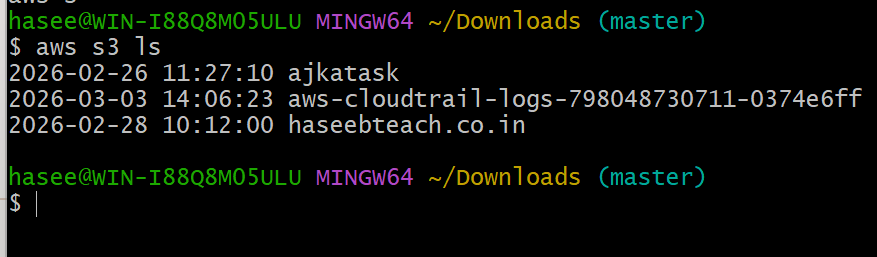 hasee@WIN-I88Q8MO5ULU MINGW64 ~/Downloads (master)
$ aws s3 ls
2026-02-26 11:27:10 ajkatask
2026-03-03 14:06:23 aws-cloudtrail-logs-798048730711-0374e6ff
2026-02-28 10:12:00 haseebteach.co.in
hasee@WIN-I88Q8MO5ULU MINGW64 ~/Downloads (master)
$